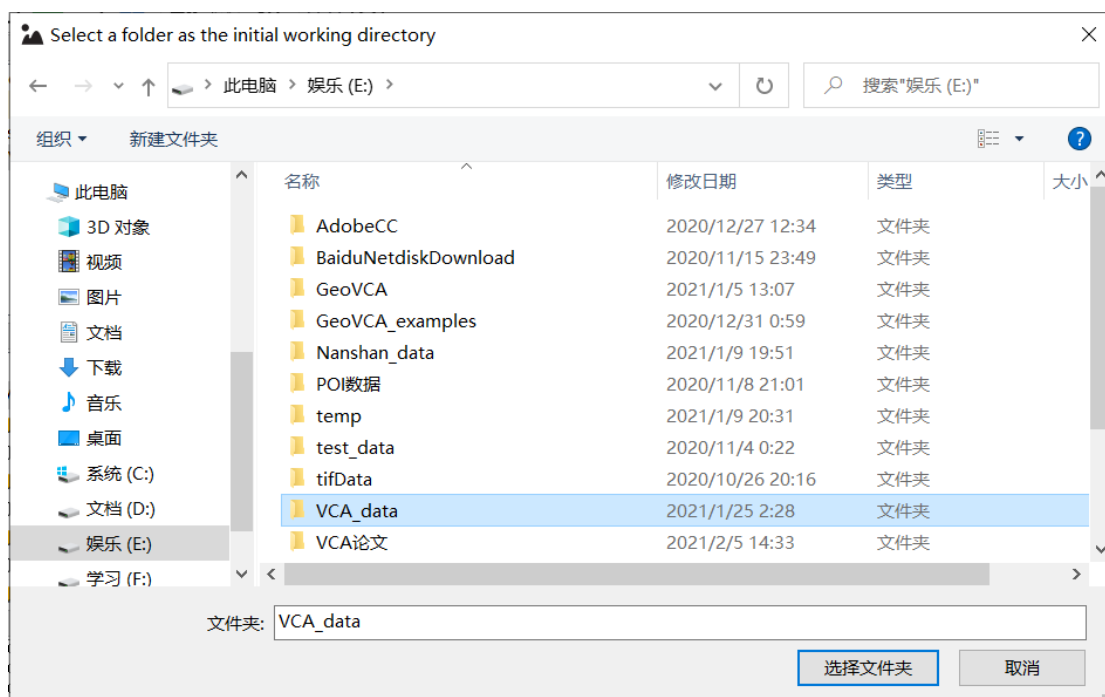 Select a folder as the initial working directory
此电脑 > 娱乐 (E:) >
搜索"娱乐 (E:)"
组织 新建文件夹
名称 修改日期 类型 大小
此电脑
3D 对象
视频
图片
文档
下载
音乐
桌面
系统 (C:)
文档 (D:)
娱乐 (E:)
学习 (F:)
AdobeCC 2020/12/27 12:34 文件夹
BaiduNetdiskDownload 2020/11/15 23:49 文件夹
GeoVCA 2021/1/5 13:07 文件夹
GeoVCA_examples 2020/12/31 0:59 文件夹
Nanshan_data 2021/1/9 19:51 文件夹
POI数据 2020/11/8 21:01 文件夹
temp 2021/1/9 20:31 文件夹
test_data 2020/11/4 0:22 文件夹
tifData 2020/10/26 20:16 文件夹
VCA_data 2021/1/25 2:28 文件夹
VCA论文 2021/2/5 14:33 文件夹
文件夹: VCA_data
选择文件夹 取消